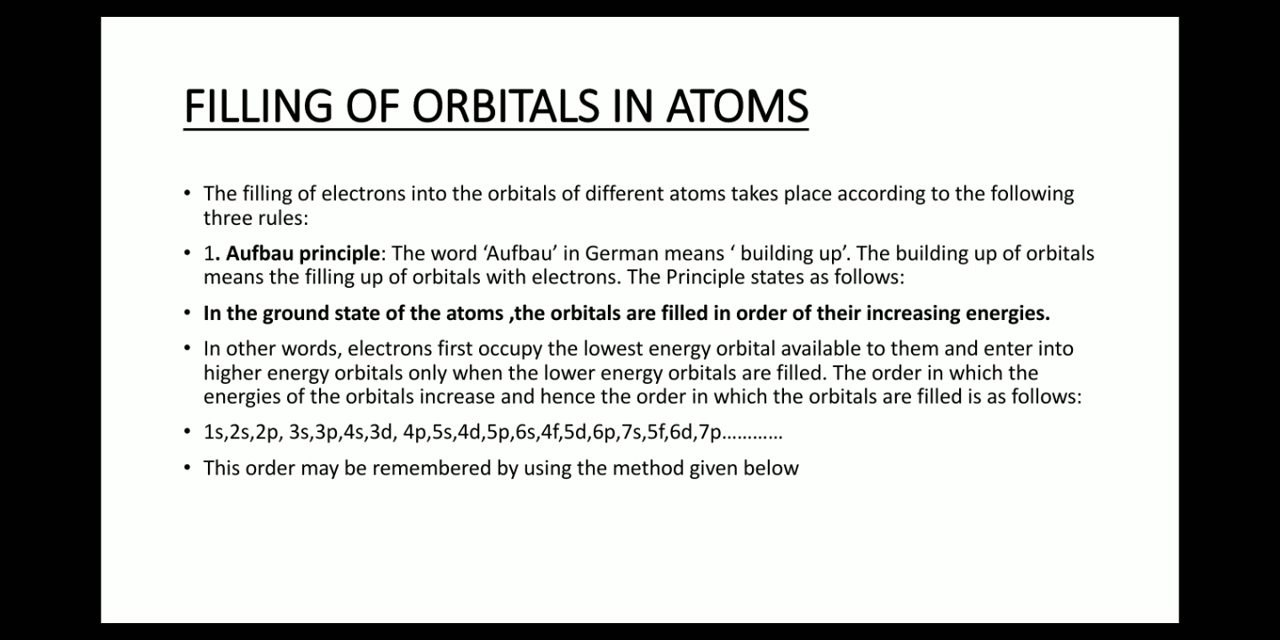 FILLING OF ORBITALS IN ATOMS
• The filling of electrons into the orbitals of different atoms takes place according to the following
three rules:
• 1. Aufbau principle: The word ‘Aufbau’ in German means ‘ building up’. The building up of orbitals
means the filling up of orbitals with electrons. The Principle states as follows:
• In the ground state of the atoms ,the orbitals are filled in order of their increasing energies.
• In other words, electrons first occupy the lowest energy orbital available to them and enter into
higher energy orbitals only when the lower energy orbitals are filled. The order in which the
energies of the orbitals increase and hence the order in which the orbitals are filled is as follows:
• 1s,2s,2p, 3s,3p,4s,3d, 4p,5s,4d,5p,6s,4f,5d,6p,7s,5f,6d,7p…………
• This order may be remembered by using the method given below